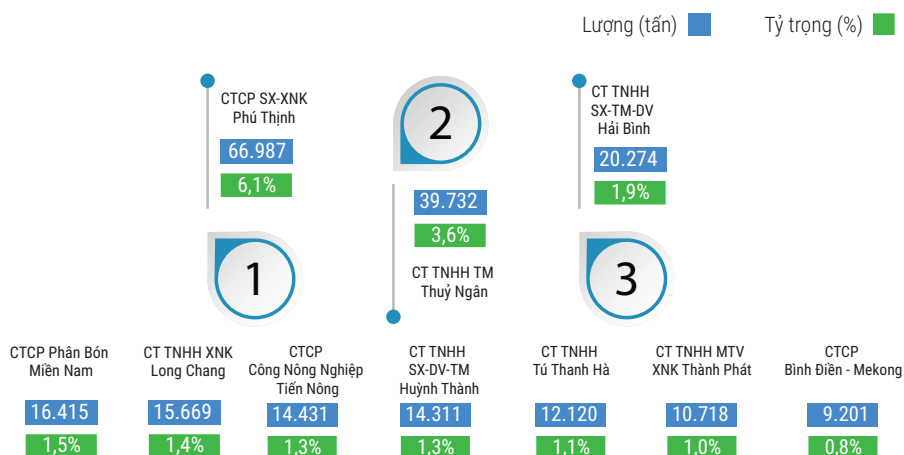 Lượng (tấn)
Tỷ trọng (%)
CTCP SX-XNK
Phú Thịnh
66.987
6,1%
1
2
39.732
3,6%
CT TNHH TM
Thuỷ Ngân
CT TNHH
SX-TM-DV
Hải Bình
20.274
1,9%
3
CTCP Phân Bón
Miền Nam
16.415
1,5%
CT TNHH XNK
Long Chang
15.669
1,4%
CTCP
Công Nông Nghiệp
Tiến Nông
14.431
1,3%
CT TNHH
SX-DV-TM
Huỳnh Thành
14.311
1,3%
CT TNHH
Tú Thanh Hà
12.120
1,1%
CT TNHH MTV
XNK Thành Phát
10.718
1,0%
CTCP
Bình Điền - Mekong
9.201
0,8%